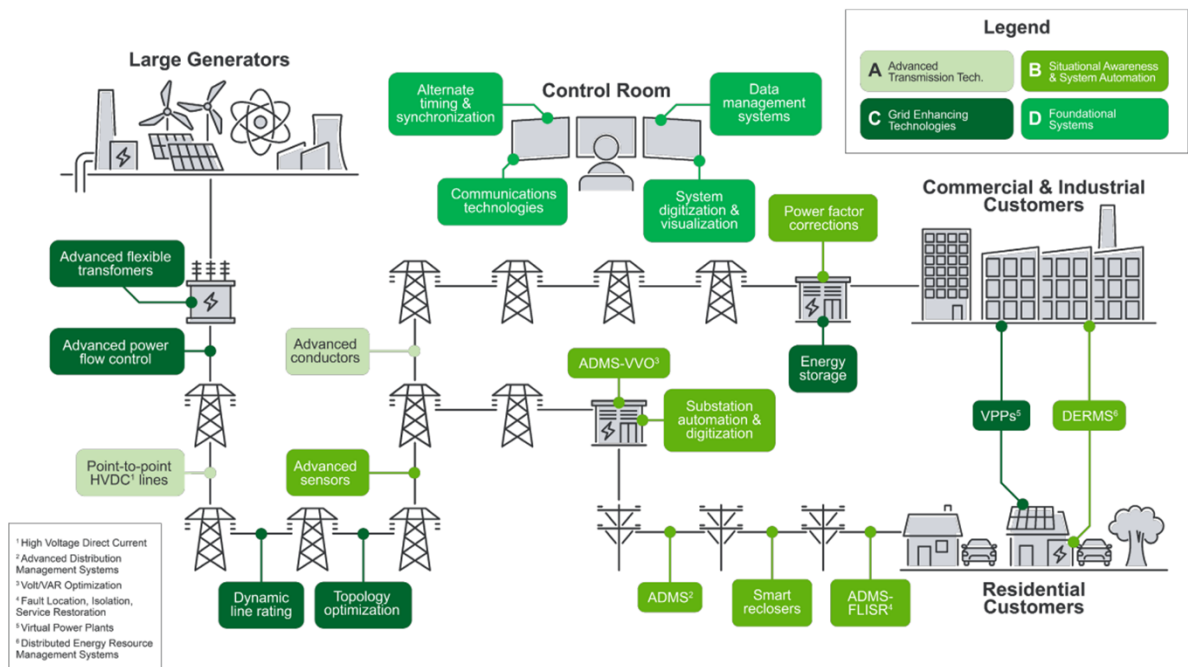 Large Generators
Control Room
Alternate
timing &
synchronization
Data
management
systems
Communications
technologies
System
digitization &
visualization
Legend
A Advanced
Transmission Tech.
B Situational Awareness
& System Automation
C Grid Enhancing
Technologies
D Foundational
Systems
Commercial & Industrial
Customers
Power factor
corrections
Advanced flexible
transfomers
Advanced power
flow control
Advanced
conductors
ADMS-VVO³
Energy
storage
Substation
automation &
digitization
VPPs⁵
DERMS⁶
Point-to-point
HVDC¹ lines
Advanced
sensors
Dynamic
line rating
Topology
optimization
ADMS²
Smart
reclosers
ADMS-
FLISR⁴
Residential
Customers
¹ High Voltage Direct Current
² Advanced Distribution
Management Systems
³ Volt/VAR Optimization
⁴ Fault Location, Isolation,
Service Restoration
⁵ Virtual Power Plants
⁶ Distributed Energy Resource
Management Systems